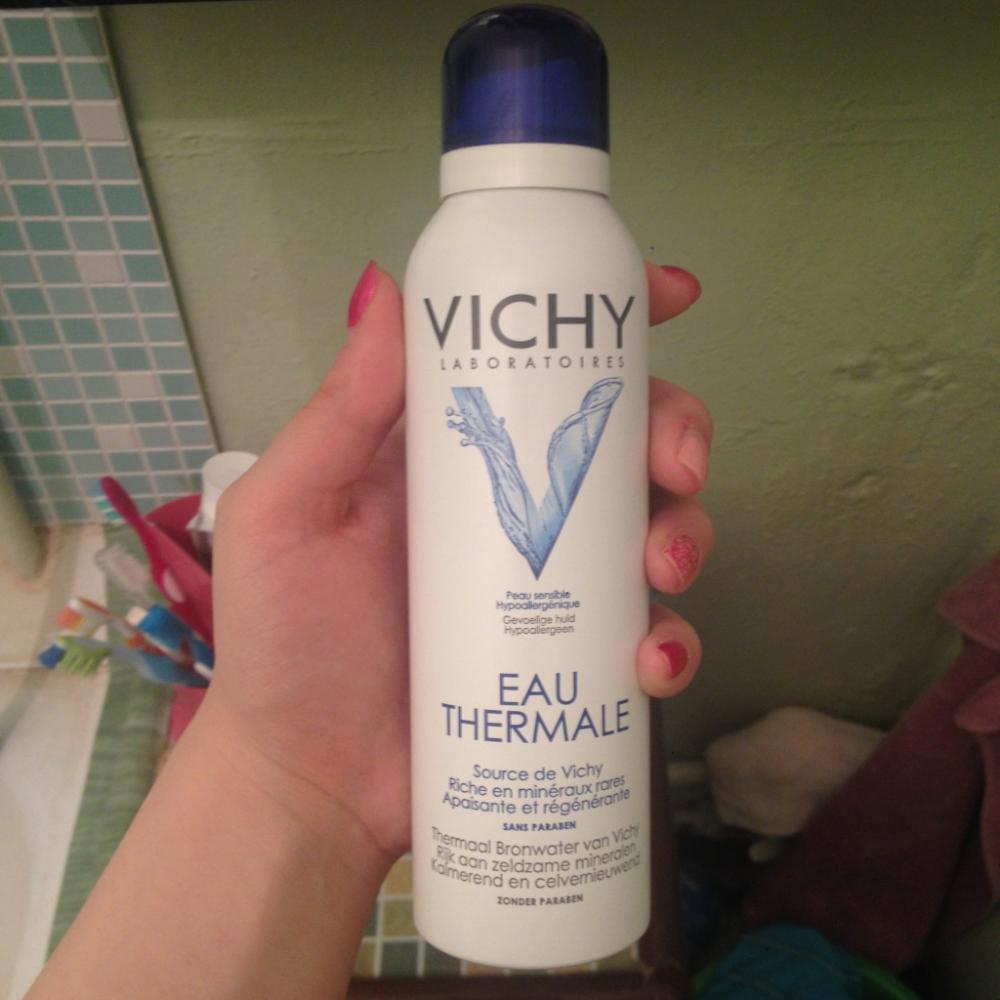 VICHY
LABORATOIRES
Peau sensible
Hypoallergénique
Gevoelige huid
Hypoallergeen
EAU
THERMALE
Source de Vichy
Riche en minéraux rares
Apaisante et régénérante
SANS PARABEN
Thermaal Bronwater van Vichy
Rijk aan zeldzame mineralen
Kalmerend en celvernieuwend
ZONDER PARABEN